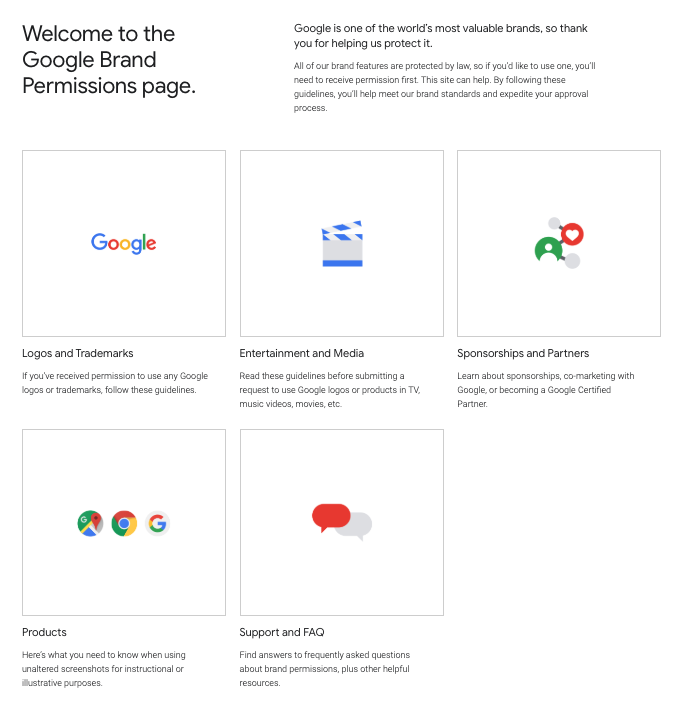 Welcome to the
Google Brand
Permissions page.
Google is one of the world's most valuable brands, so thank
you for helping us protect it.
All of our brand features are protected by law, so if you'd like to use one, you'll
need to receive permission first. This site can help. By following these
guidelines, you'll help meet our brand standards and expedite your approval
process.
Google
Logos and Trademarks
If you've received permission to use any Google
logos or trademarks, follow these guidelines.
Entertainment and Media
Read these guidelines before submitting a
request to use Google logos or products in TV,
music videos, movies, etc.
Sponsorships and Partners
Learn about sponsorships, co-marketing with
Google, or becoming a Google Certified
Partner.
G G
Products
Here's what you need to know when using
unaltered screenshots for instructional or
illustrative purposes.
Support and FAQ
Find answers to frequently asked questions
about brand permissions, plus other helpful
resources.